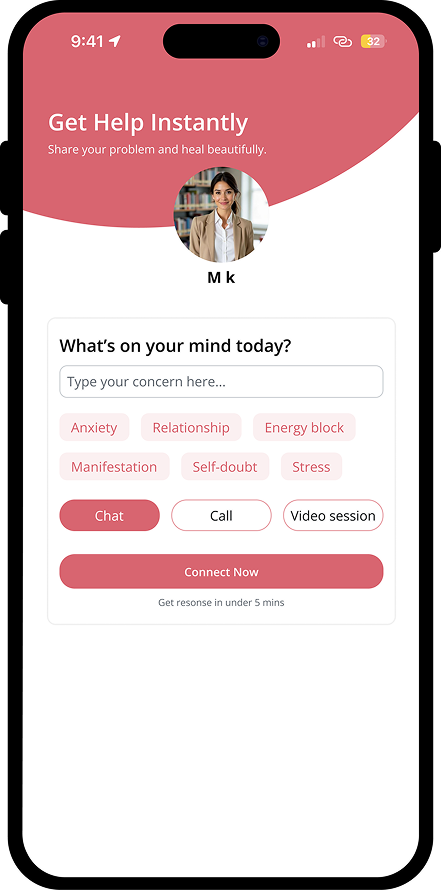 9:41
32
Get Help Instantly
Share your problem and heal beautifully.
M k
What's on your mind today?
Type your concern here...
Anxiety Relationship Energy block
Manifestation Self-doubt Stress
Chat Call Video session
Connect Now
Get resonse in under 5 mins